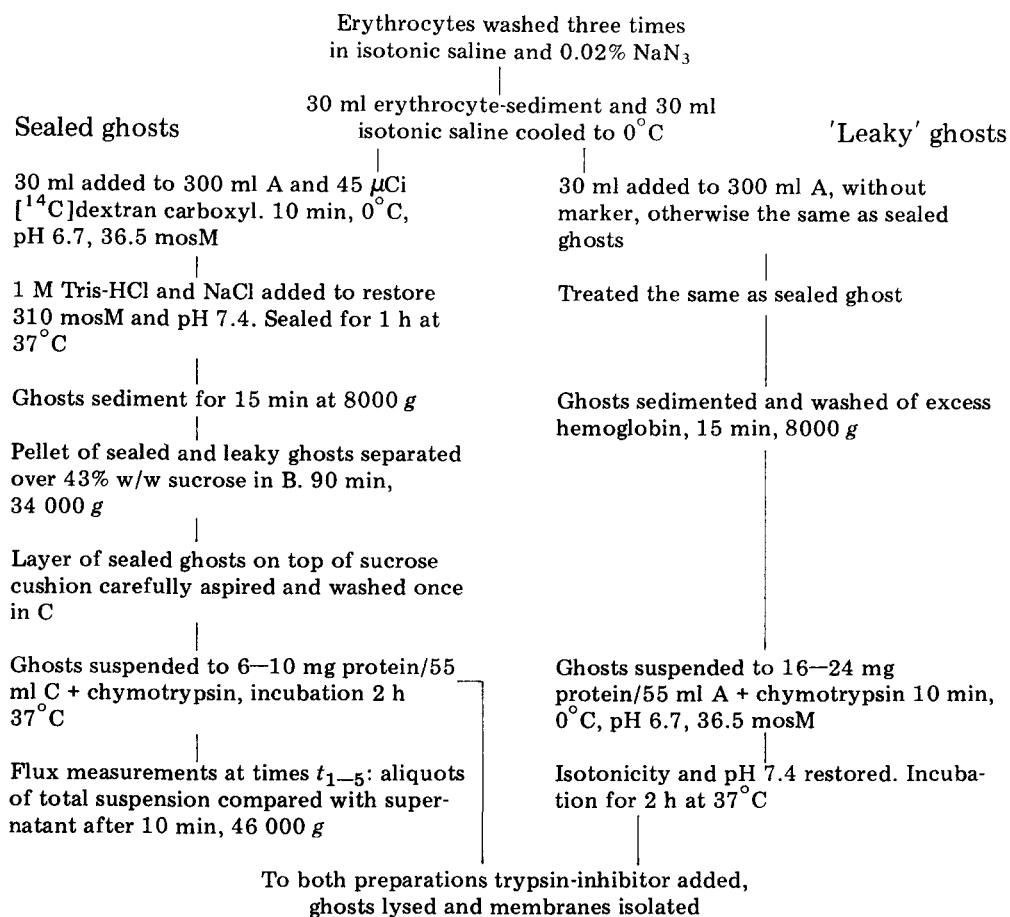 Erythrocytes washed three times
in isotonic saline and 0.02% NaN₃
30 ml erythrocyte-sediment and 30 ml
isotonic saline cooled to 0°C
Sealed ghosts
30 ml added to 300 ml A and 45 μCi
[¹⁴C]dextran carboxyl. 10 min, 0°C,
pH 6.7, 36.5 mosM
1 M Tris-HCl and NaCl added to restore
310 mosM and pH 7.4. Sealed for 1 h at
37°C
Ghosts sediment for 15 min at 8000 g
Pellet of sealed and leaky ghosts separated
over 43% w/w sucrose in B. 90 min,
34 000 g
Layer of sealed ghosts on top of sucrose
cushion carefully aspired and washed once
in C
Ghosts suspended to 6—10 mg protein/55
ml C + chymotrypsin, incubation 2 h
37°C
Flux measurements at times t₁₋₅: aliquots
of total suspension compared with super-
natant after 10 min, 46 000 g
'Leaky' ghosts
30 ml added to 300 ml A, without
marker, otherwise the same as sealed
ghosts
Treated the same as sealed ghost
Ghosts sedimented and washed of excess
hemoglobin, 15 min, 8000 g
Ghosts suspended to 16—24 mg
protein/55 ml A + chymotrypsin 10 min,
0°C, pH 6.7, 36.5 mosM
Isotonicity and pH 7.4 restored. Incuba-
tion for 2 h at 37°C
To both preparations trypsin-inhibitor added,
ghosts lysed and membranes isolated